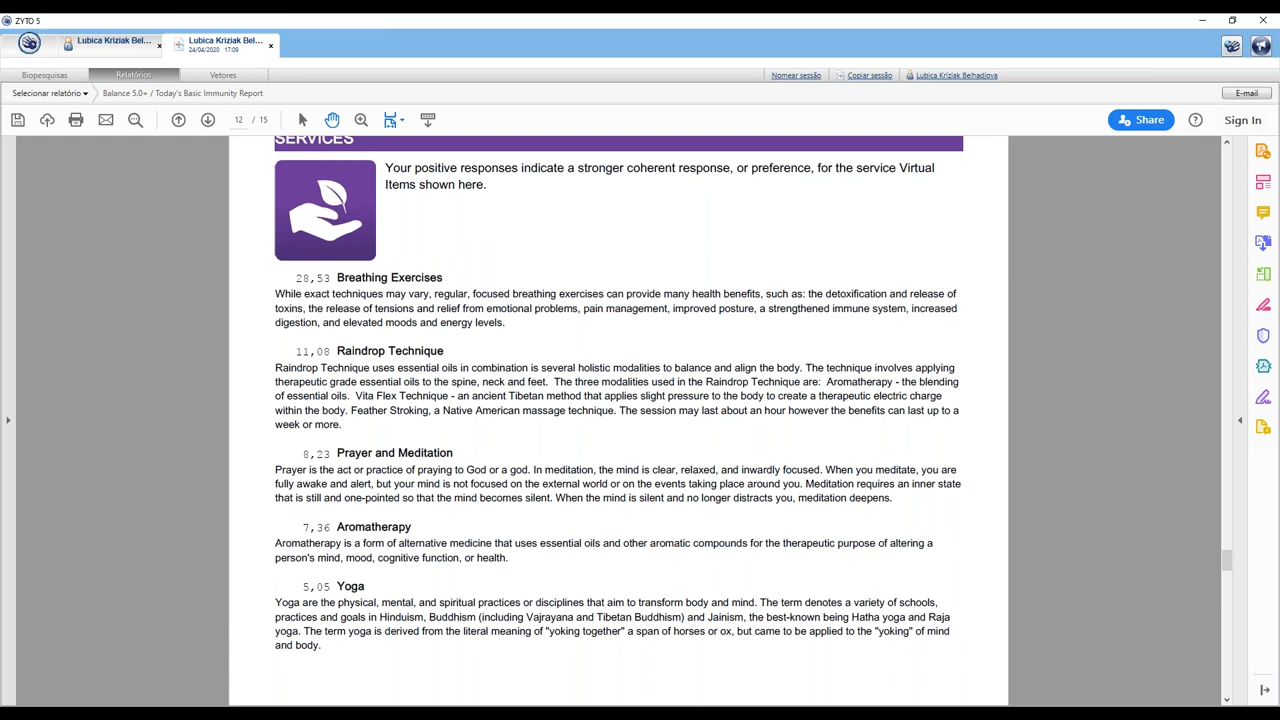 ZYTO 5
Lubica Kriziak Bel...
Lubica Kriziak Bel...
24/04/2020 17:09
Biopesquisas Relatórios Vetores
Nomear sessão Copiar sessão Lubica Kriziak Belhadiova
Selecionar relatório Balance 5.0+ / Today's Basic Immunity Report
E-mail
12 / 15
Share
Sign In
SERVICES
Your positive responses indicate a stronger coherent response, or preference, for the service Virtual
Items shown here.
28,53 Breathing Exercises
While exact techniques may vary, regular, focused breathing exercises can provide many health benefits, such as: the detoxification and release of
toxins, the release of tensions and relief from emotional problems, pain management, improved posture, a strengthened immune system, increased
digestion, and elevated moods and energy levels.
11,08 Raindrop Technique
Raindrop Technique uses essential oils in combination is several holistic modalities to balance and align the body. The technique involves applying
therapeutic grade essential oils to the spine, neck and feet. The three modalities used in the Raindrop Technique are: Aromatherapy - the blending
of essential oils. Vita Flex Technique - an ancient Tibetan method that applies slight pressure to the body to create a therapeutic electric charge
within the body. Feather Stroking, a Native American massage technique. The session may last about an hour however the benefits can last up to a
week or more.
8,23 Prayer and Meditation
Prayer is the act or practice of praying to God or a god. In meditation, the mind is clear, relaxed, and inwardly focused. When you meditate, you are
fully awake and alert, but your mind is not focused on the external world or on the events taking place around you. Meditation requires an inner state
that is still and one-pointed so that the mind becomes silent. When the mind is silent and no longer distracts you, meditation deepens.
7,36 Aromatherapy
Aromatherapy is a form of alternative medicine that uses essential oils and other aromatic compounds for the therapeutic purpose of altering a
person's mind, mood, cognitive function, or health.
5,05 Yoga
Yoga are the physical, mental, and spiritual practices or disciplines that aim to transform body and mind. The term denotes a variety of schools,
practices and goals in Hinduism, Buddhism (including Vajrayana and Tibetan Buddhism) and Jainism, the best-known being Hatha yoga and Raja
yoga. The term yoga is derived from the literal meaning of "yoking together" a span of horses or ox, but came to be applied to the "yoking" of mind
and body.